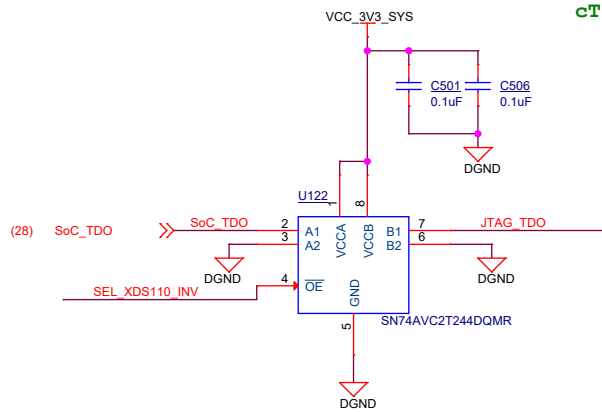 VCC_3V3_SYS
cT
C501
0.1uF
C506
0.1uF
DGND
U122
1
8
(28) SoC_TDO
SoC_TDO
2
A1
VCCA
VCCB
B1
7
JTAG_TDO
3
A2
B2
6
DGND
DGND
SEL_XDS110_INV
4
OE
GND
5
SN74AVC2T244DQMR
DGND